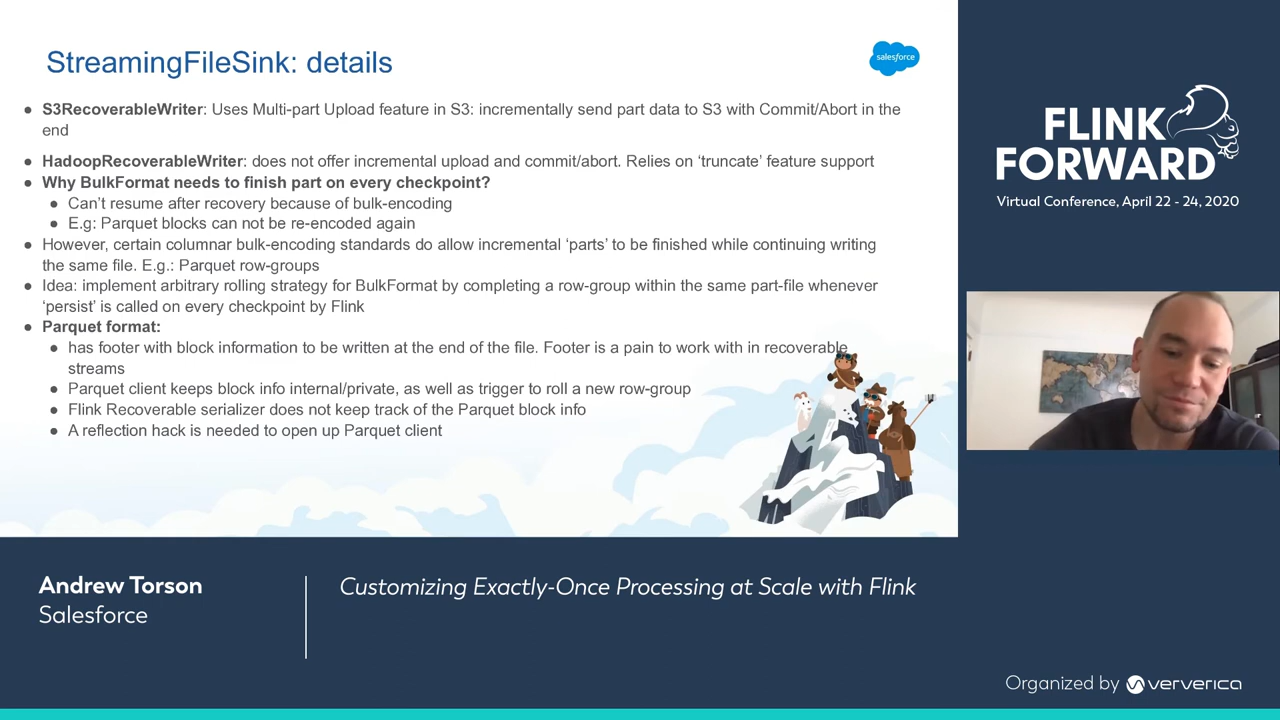 StreamingFileSink: details
salesforce
● S3RecoverableWriter: Uses Multi-part Upload feature in S3: incrementally send part data to S3 with Commit/Abort in the
end
● HadoopRecoverableWriter: does not offer incremental upload and commit/abort. Relies on ‘truncate’ feature support
● Why BulkFormat needs to finish part on every checkpoint?
● Can’t resume after recovery because of bulk-encoding
● E.g: Parquet blocks can not be re-encoded again
● However, certain columnar bulk-encoding standards do allow incremental ‘parts’ to be finished while continuing writing
the same file. E.g.: Parquet row-groups
● Idea: implement arbitrary rolling strategy for BulkFormat by completing a row-group within the same part-file whenever
‘persist’ is called on every checkpoint by Flink
● Parquet format:
● has footer with block information to be written at the end of the file. Footer is a pain to work with in recoverable
streams
● Parquet client keeps block info internal/private, as well as trigger to roll a new row-group
● Flink Recoverable serializer does not keep track of the Parquet block info
● A reflection hack is needed to open up Parquet client
FLINK
FORWARD
Virtual Conference, April 22 - 24, 2020
Andrew Torson
Salesforce
Customizing Exactly-Once Processing at Scale with Flink
Organized by ververica